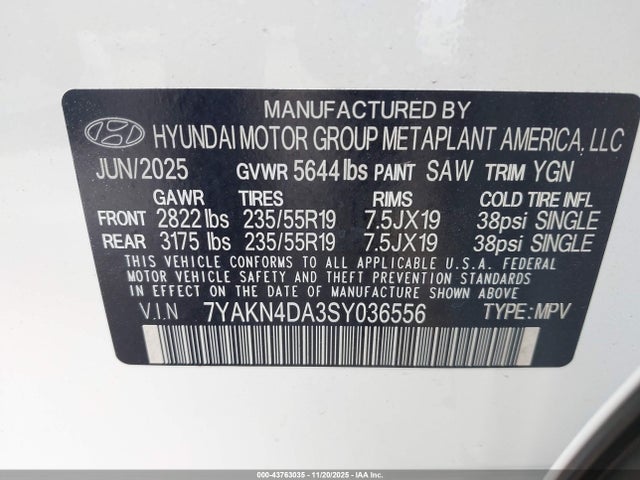 MANUFACTURED BY
HYUNDAI MOTOR GROUP METAPLANT AMERICA, LLC
JUN/2025 GVWR 5644 lbs PAINT SAW TRIM YGN
GAWR TIRES RIMS COLD TIRE INFL
FRONT 2822 lbs 235/55R19 7.5JX19 38psi SINGLE
REAR 3175 lbs 235/55R19 7.5JX19 38psi SINGLE
THIS VEHICLE CONFORMS TO ALL APPLICABLE U.S.A. FEDERAL
MOTOR VEHICLE SAFETY AND THEFT PREVENTION STANDARDS
IN EFFECT ON THE DATE OF MANUFACTURE SHOWN ABOVE.
V.I.N 7YAKN4DA3SY036556 TYPE: MPV
000-43763035 - 11/20/2025 - IAAI.COM